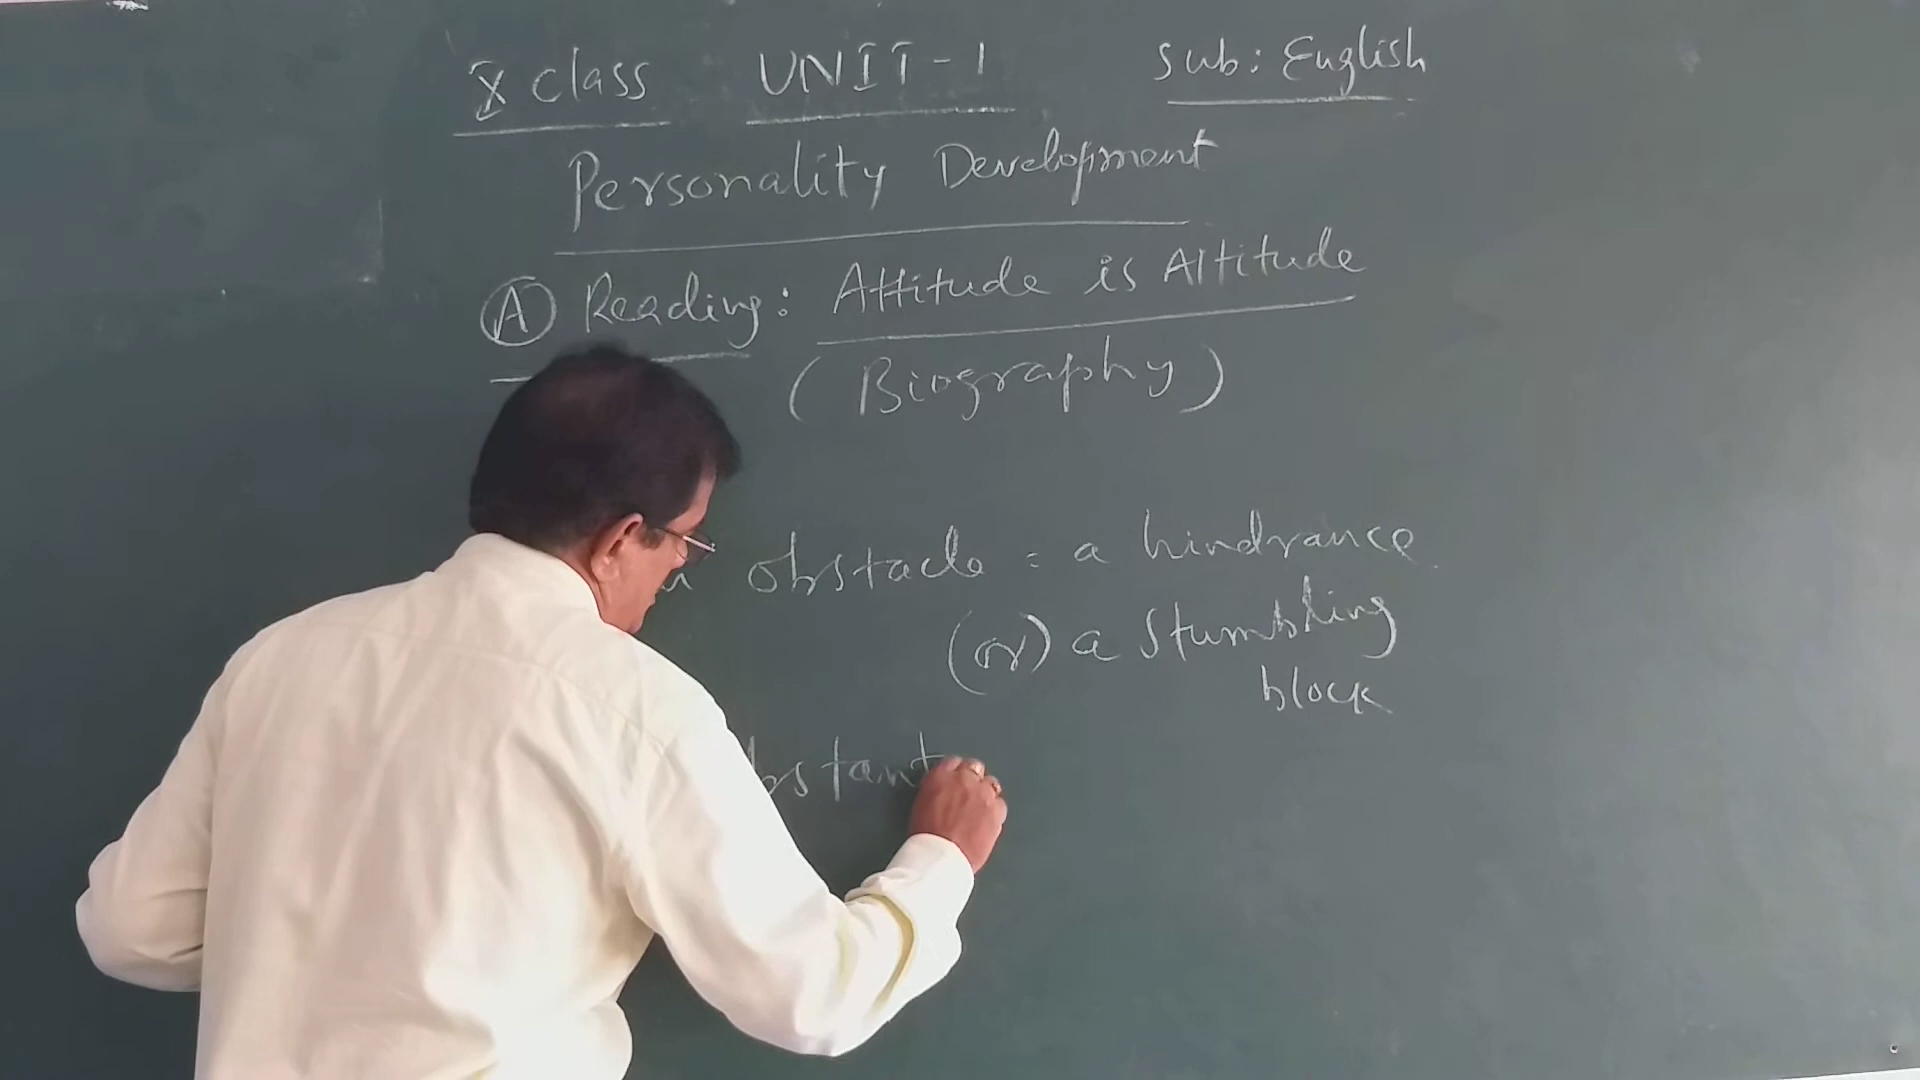 X class UNIT-1 Sub: English
Personality Development
A Reading: Attitude is Altitude
(Biography)
obstacle : a hindrance
(or) a stumbling
block